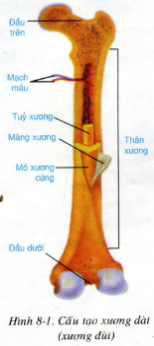 Đầu
trên
Mạch
máu
Tuỷ xương
Màng xương
Thân
xương
Mô xương
cứng
Đầu dưới
Hình 8-1. Cấu tạo xương dài
(xương đùi)